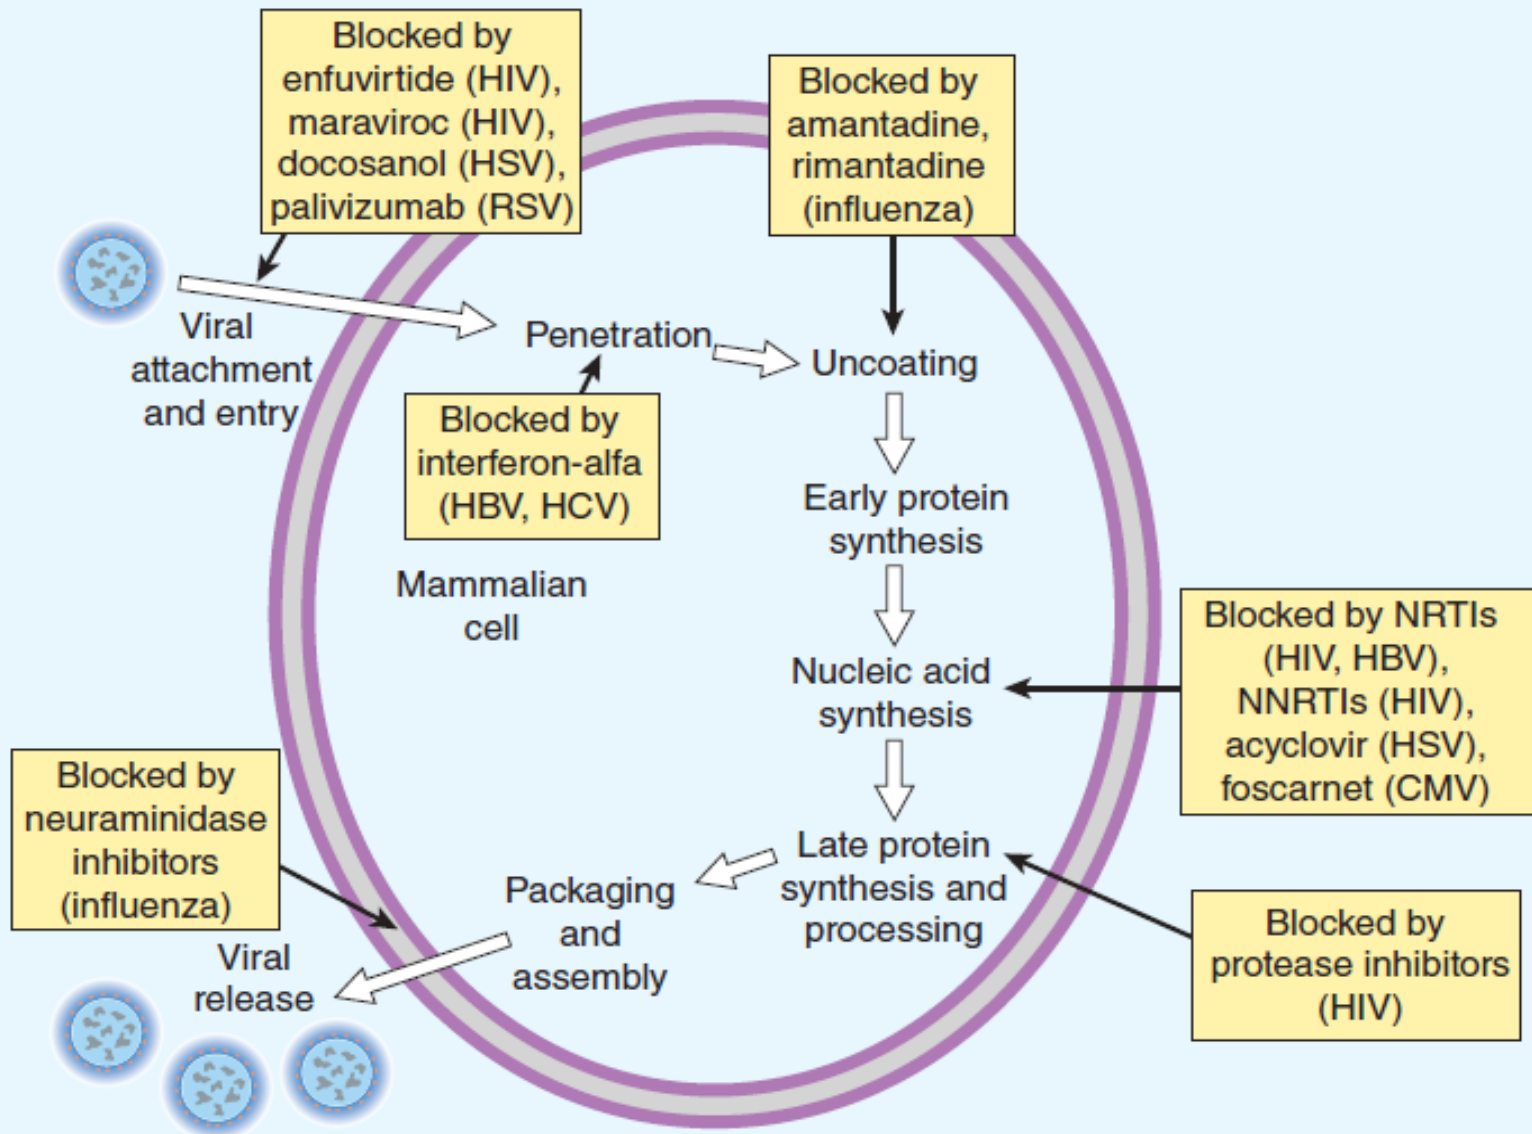 Blocked by
enfuvirtide (HIV),
maraviroc (HIV),
docosanol (HSV),
palivizumab (RSV)
Blocked by
amantadine,
rimantadine
(influenza)
Viral
attachment
and entry
Penetration
Uncoating
Blocked by
interferon-alfa
(HBV, HCV)
Early protein
synthesis
Mammalian
cell
Nucleic acid
synthesis
Blocked by NRTIs
(HIV, HBV),
NNRTIs (HIV),
acyclovir (HSV),
foscarnet (CMV)
Blocked by
neuraminidase
inhibitors
(influenza)
Late protein
synthesis and
processing
Packaging
and
assembly
Blocked by
protease inhibitors
(HIV)
Viral
release